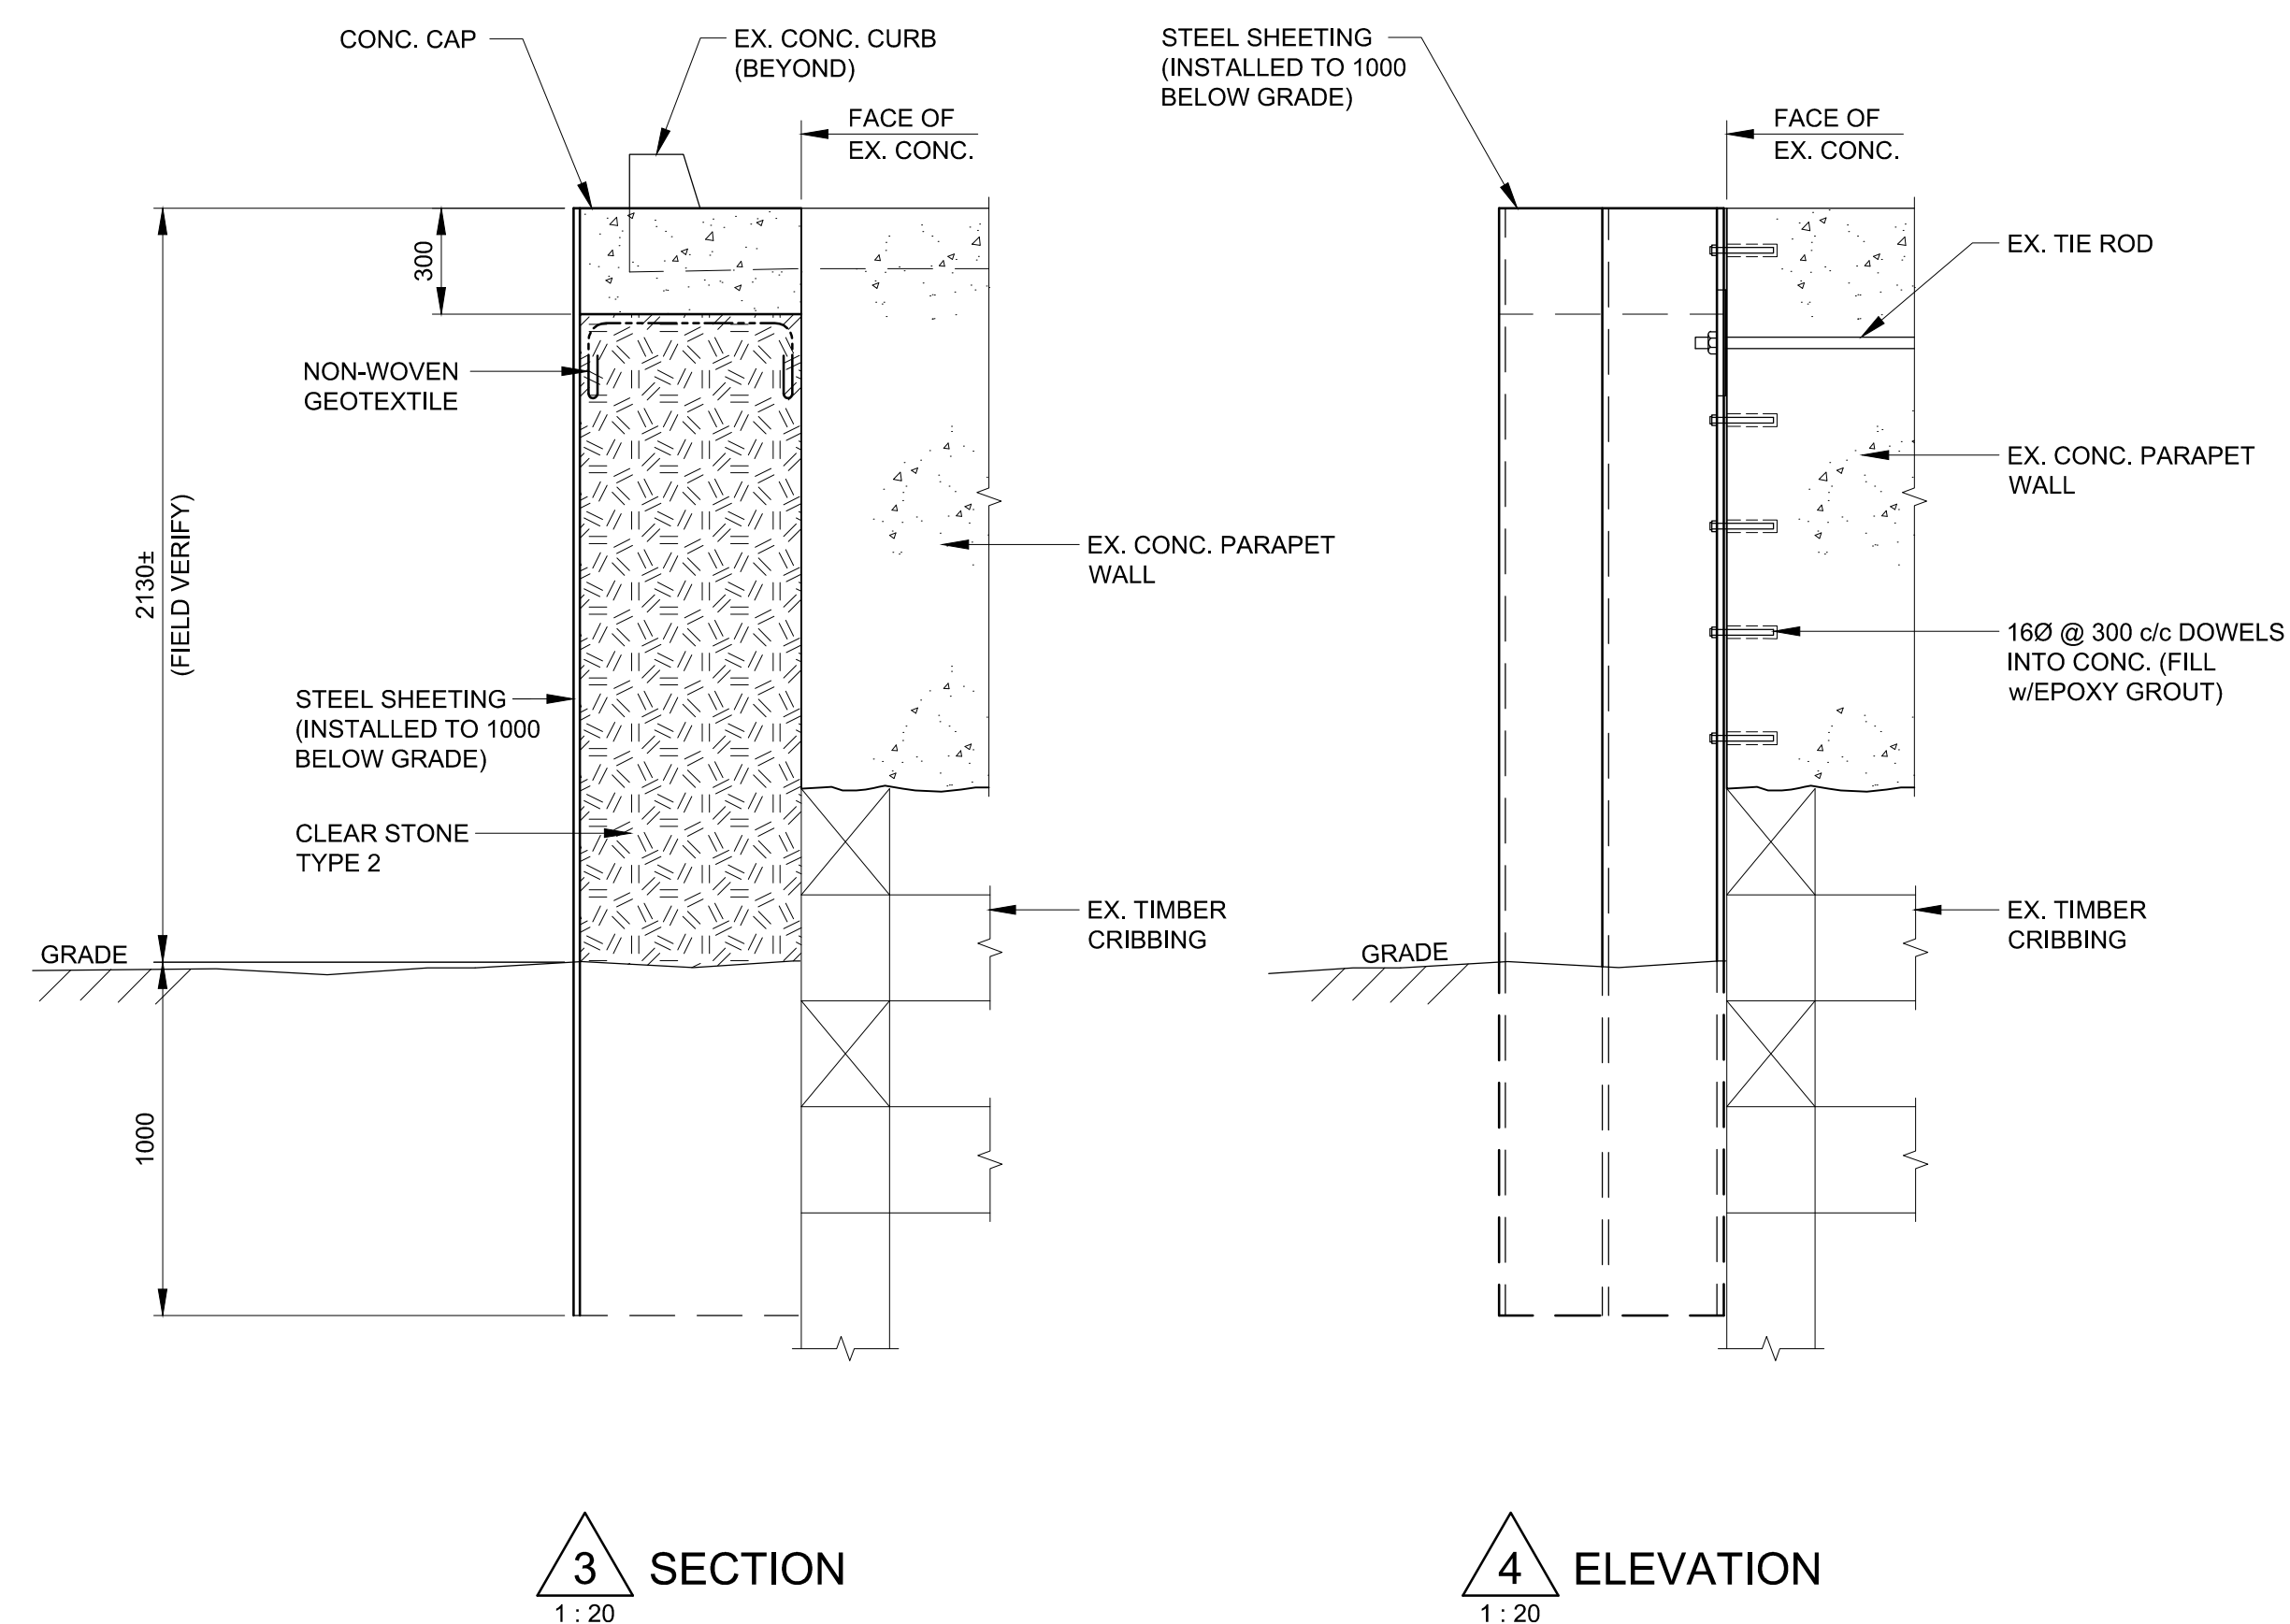 CONC. CAP
EX. CONC. CURB
(BEYOND)
FACE OF
EX. CONC.
300
NON-WOVEN
GEOTEXTILE
2130±
(FIELD VERIFY)
EX. CONC. PARAPET
WALL
STEEL SHEETING
(INSTALLED TO 1000
BELOW GRADE)
CLEAR STONE
TYPE 2
EX. TIMBER
CRIBBING
GRADE
1000
3 SECTION
1 : 20
STEEL SHEETING
(INSTALLED TO 1000
BELOW GRADE)
FACE OF
EX. CONC.
EX. TIE ROD
EX. CONC. PARAPET
WALL
16Ø @ 300 c/c DOWELS
INTO CONC. (FILL
w/EPOXY GROUT)
EX. TIMBER
CRIBBING
GRADE
4 ELEVATION
1 : 20